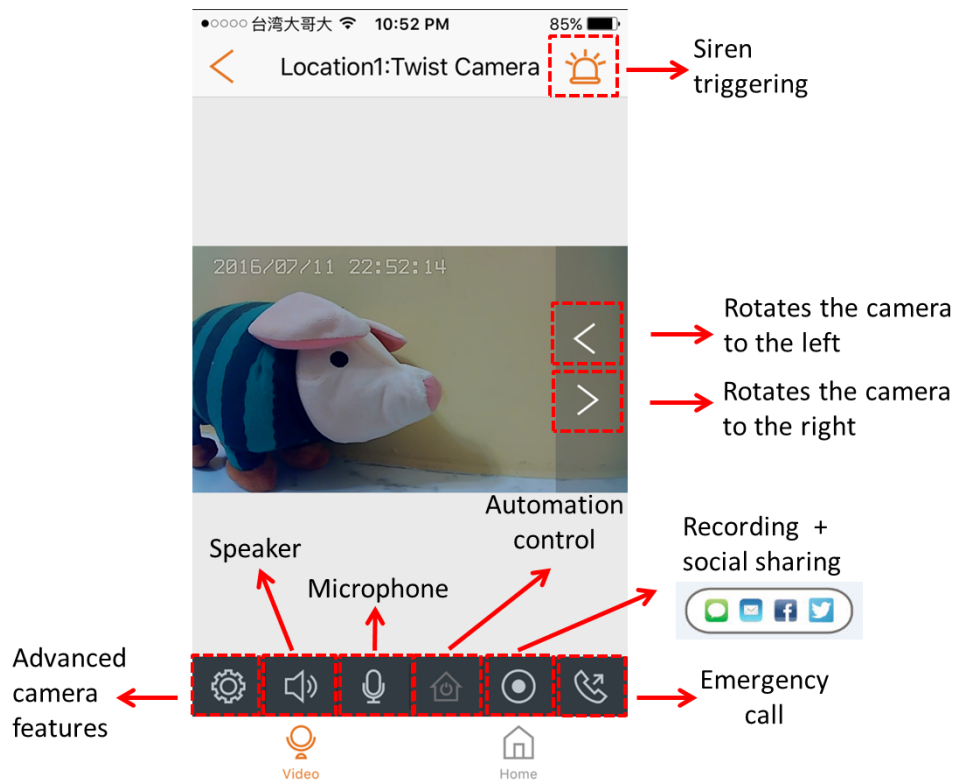 ●○○○○ 台湾大哥大 10:52 PM 85%
Location1:Twist Camera
Siren
triggering
2016/07/11 22:52:14
Rotates the camera
to the left
Rotates the camera
to the right
Automation
control
Recording +
social sharing
Speaker
Microphone
Advanced
camera
features
Emergency
call
Video
Home